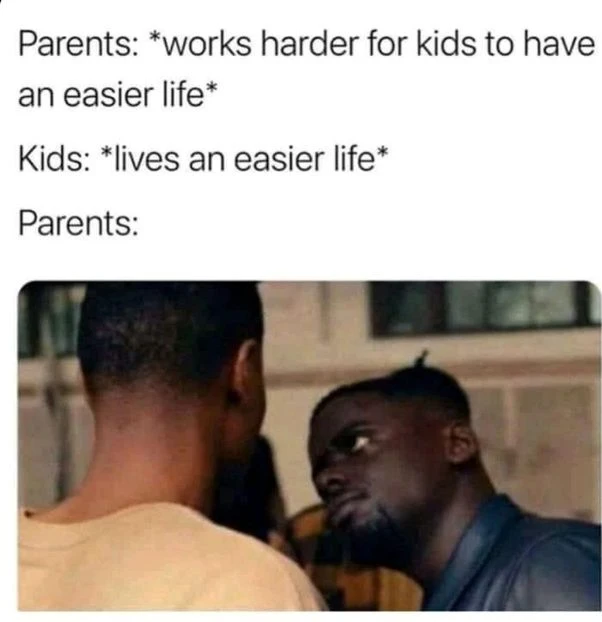 Parents: *works harder for kids to have
an easier life*
Kids: *lives an easier life*
Parents: